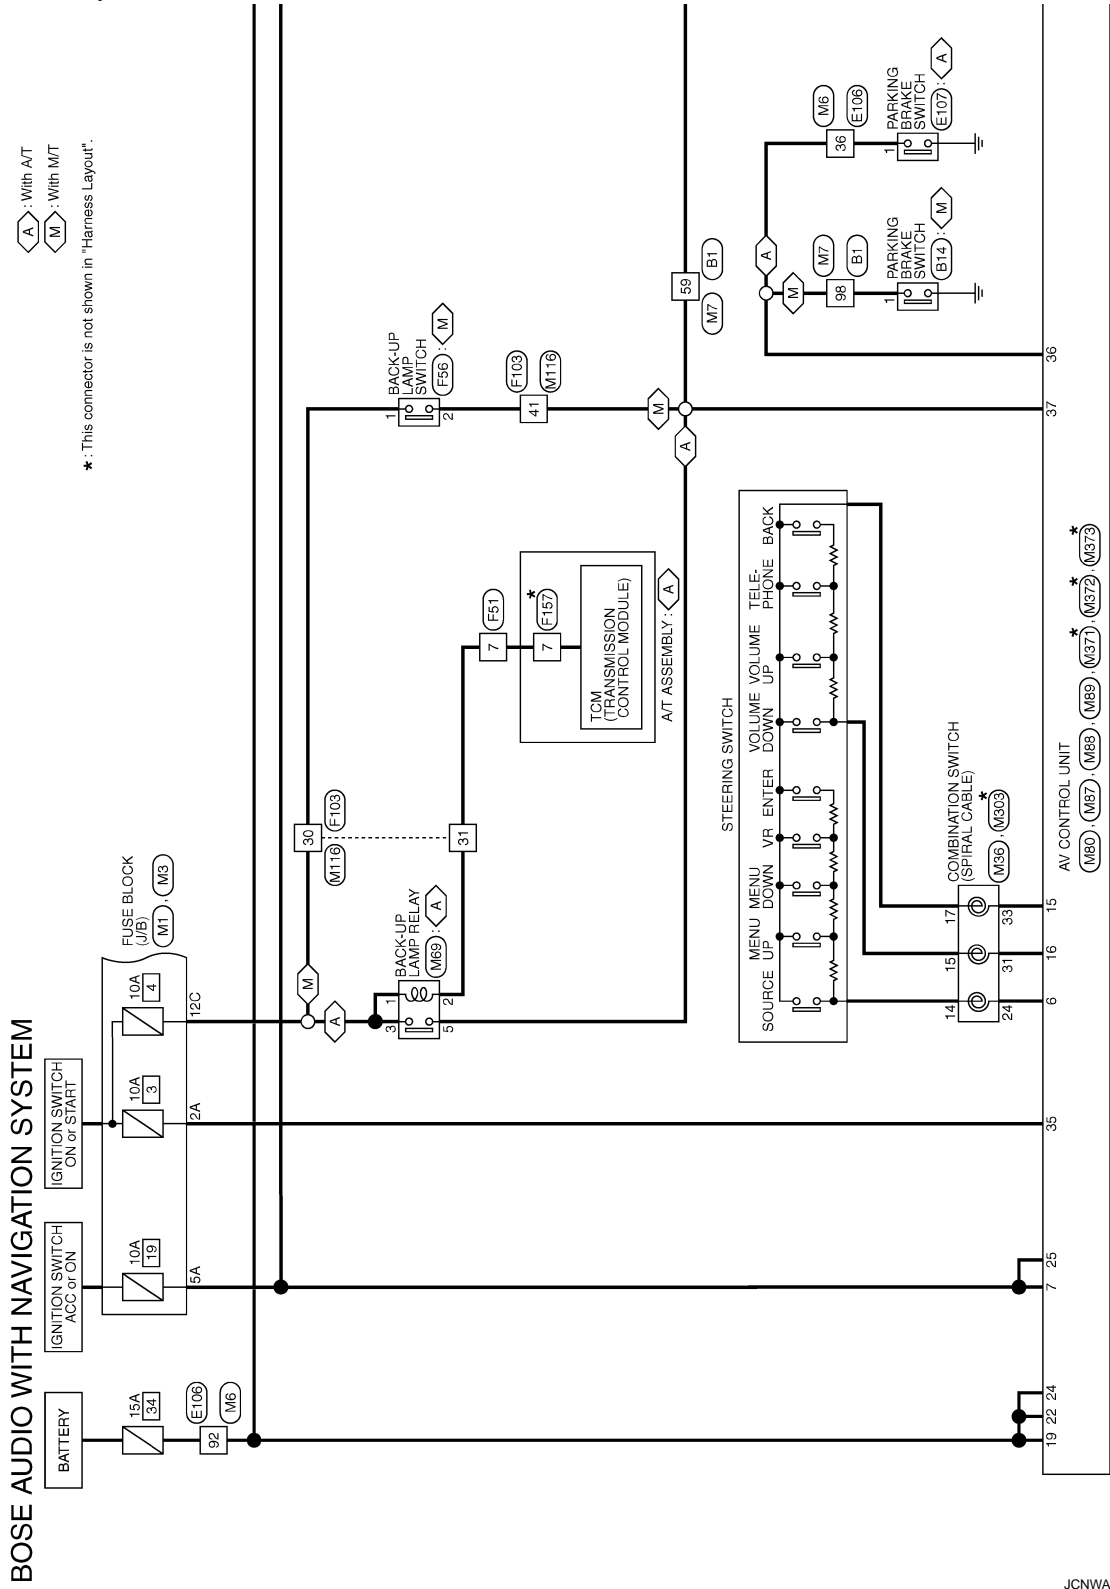 BOSE AUDIO WITH NAVIGATION SYSTEM
A : With A/T
M : With M/T
* : This connector is not shown in "Harness Layout".
BATTERY
IGNITION SWITCH
ACC or ON
IGNITION SWITCH
ON or START
15A
34
10A
19
10A
3
10A
4
FUSE BLOCK
(J/B)
M1 , M3
5A
2A
12C
E106
92
M6
M
A
30
M116
F103
31
BACK-UP
LAMP RELAY
M69 : A
1
2
3
5
BACK-UP
LAMP
SWITCH
F56 : M
1
2
F103
41
M116
M
A
7
F51
*
7
F157
TCM
(TRANSMISSION
CONTROL MODULE)
A/T ASSEMBLY : A
59
M7
B1
A
M
M7
98
B1
1
PARKING
BRAKE
SWITCH
B14 : M
M6
36
E106
1
PARKING
BRAKE
SWITCH
E107 : A
STEERING SWITCH
SOURCE
MENU
UP
MENU
DOWN
VR
ENTER
VOLUME
DOWN
VOLUME
UP
TELE-
PHONE
BACK
COMBINATION SWITCH
(SPIRAL CABLE)
*
M36 , M303
14
15
17
24
31
33
19
22
24
7
25
35
6
16
15
37
36
AV CONTROL UNIT
* * *
M80 , M87 , M88 , M89 , M371 , M372 , M373
JCNWA